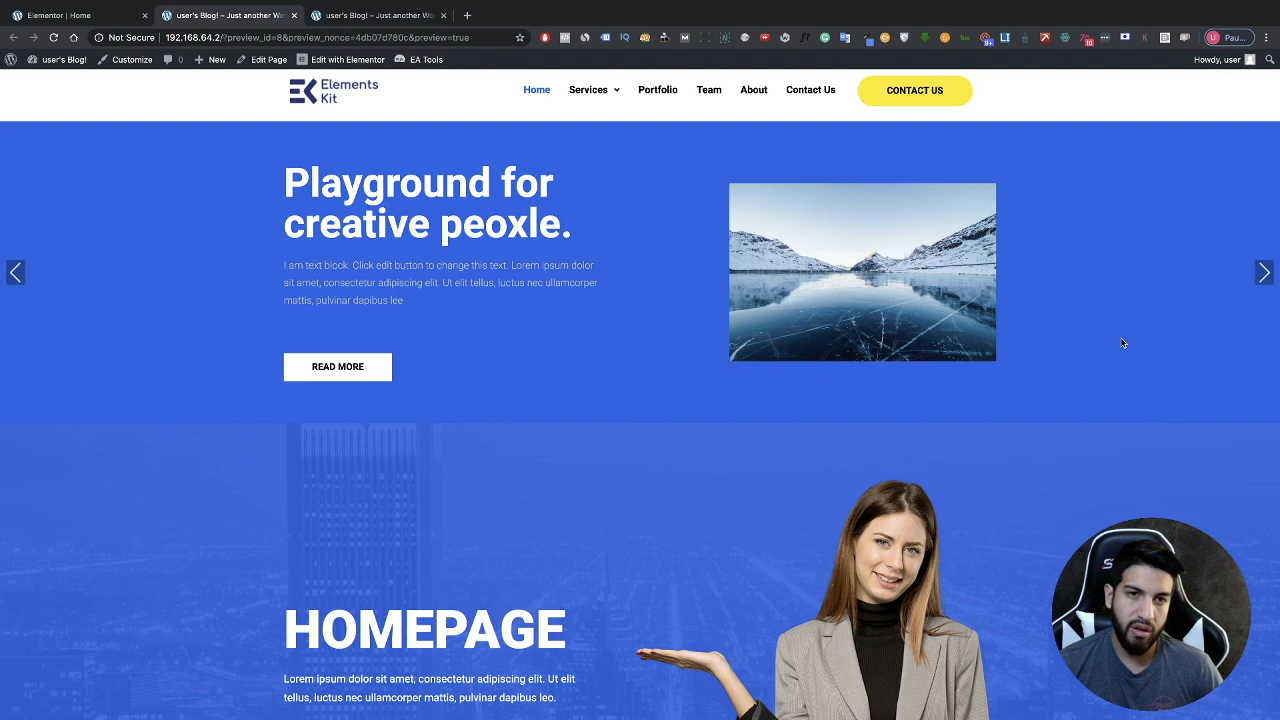 Elementor | Home
user's Blog! – Just another Wo
user's Blog! – Just another Wo
Not Secure
192.168.64.2/?preview_id=8&preview_nonce=4db07d780c&preview=true
Pau...
user's Blog!
Customize
0
New
Edit Page
Edit with Elementor
EA Tools
Howdy, user
Elements
Kit
Home
Services
Portfolio
Team
About
Contact Us
CONTACT US
Playground for
creative peoxle.
I am text block. Click edit button to change this text. Lorem ipsum dolor
sit amet, consectetur adipiscing elit. Ut elit tellus, luctus nec ullamcorper
mattis, pulvinar dapibus lee
READ MORE
HOMEPAGE
Lorem ipsum dolor sit amet, consectetur adipiscing elit. Ut elit
tellus, luctus nec ullamcorper mattis, pulvinar dapibus leo.